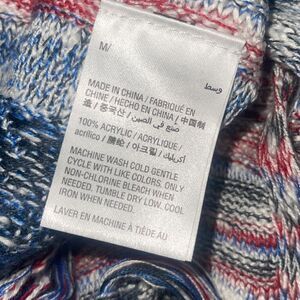 M/ وسط
MADE IN CHINA / FABRIQUÉ EN
CHINE / HECHO EN CHINA / 中国制
造 / 중국산 / صنع في الصين
100% ACRYLIC / ACRYLIQUE /
acrílico / 腈纶 / 아크릴 / أكريليك
MACHINE WASH COLD GENTLE
CYCLE WITH LIKE COLORS. ONLY
NON-CHLORINE BLEACH WHEN
NEEDED. TUMBLE DRY LOW. COOL
IRON WHEN NEEDED.
LAVER EN MACHINE À TIÈDE AU